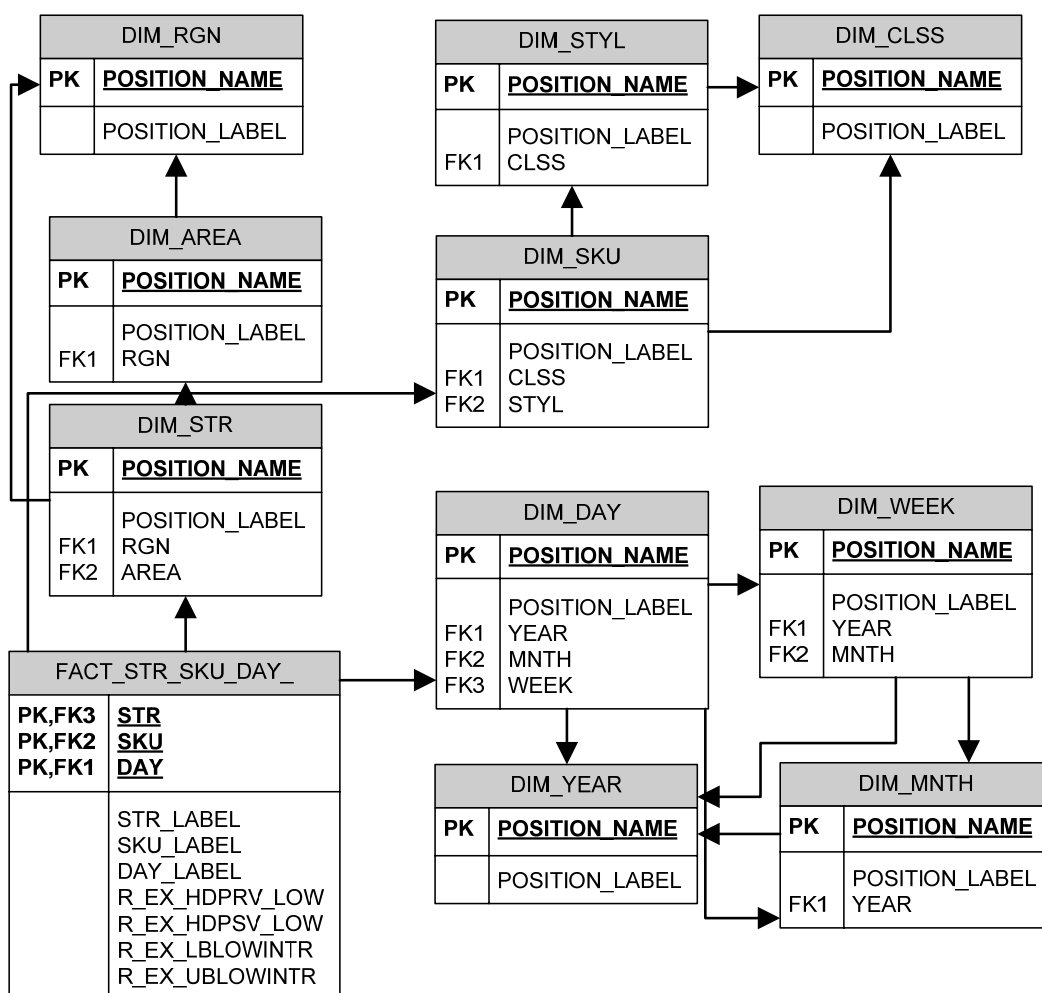 DIM_RGN
PK POSITION_NAME
POSITION_LABEL
DIM_STYL
PK POSITION_NAME
POSITION_LABEL
FK1 CLSS
DIM_CLSS
PK POSITION_NAME
POSITION_LABEL
DIM_AREA
PK POSITION_NAME
POSITION_LABEL
FK1 RGN
DIM_SKU
PK POSITION_NAME
POSITION_LABEL
FK1 CLSS
FK2 STYL
DIM_STR
PK POSITION_NAME
POSITION_LABEL
FK1 RGN
FK2 AREA
DIM_DAY
PK POSITION_NAME
POSITION_LABEL
FK1 YEAR
FK2 MNTH
FK3 WEEK
DIM_WEEK
PK POSITION_NAME
POSITION_LABEL
FK1 YEAR
FK2 MNTH
FACT_STR_SKU_DAY_
PK,FK3 STR
PK,FK2 SKU
PK,FK1 DAY
STR_LABEL
SKU_LABEL
DAY_LABEL
R_EX_HDPRV_LOW
R_EX_HDPSV_LOW
R_EX_LBLOWINTR
R_EX_UBLOWINTR
DIM_YEAR
PK POSITION_NAME
POSITION_LABEL
DIM_MNTH
PK POSITION_NAME
POSITION_LABEL
FK1 YEAR